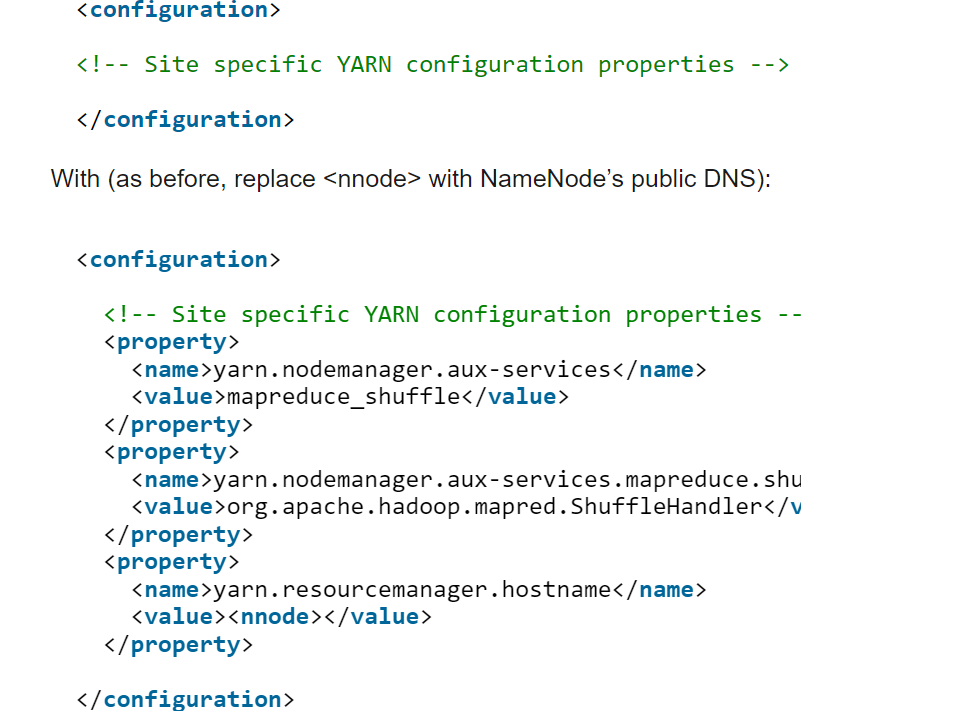 <configuration>
<!-- Site specific YARN configuration properties -->
</configuration>
With (as before, replace <nnode> with NameNode’s public DNS):
<configuration>
<!-- Site specific YARN configuration properties --
<property>
<name>yarn.nodemanager.aux-services</name>
<value>mapreduce_shuffle</value>
</property>
<property>
<name>yarn.nodemanager.aux-services.mapreduce.shu
<value>org.apache.hadoop.mapred.ShuffleHandler</v
</property>
<property>
<name>yarn.resourcemanager.hostname</name>
<value><nnode></value>
</property>
</configuration>